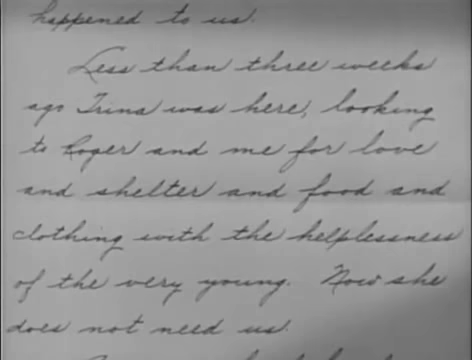 happened to us.
Less than three weeks
ago Trina was here, looking
to Roger and me for love
and shelter and food and
clothing with the helplessness
of the very young. Now she
does not need us.